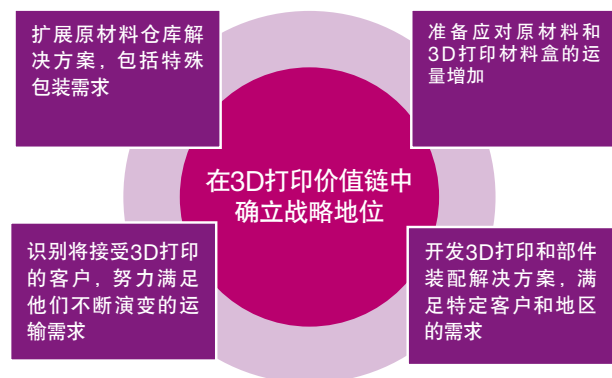 扩展原材料仓库解
决方案，包括特殊
包装需求
准备应对原材料和
3D打印材料盒的运
量增加
在3D打印价值链中
确立战略地位
识别将接受3D打印
的客户，努力满足
他们不断演变的运
输需求
开发3D打印和部件
装配解决方案，满
足特定客户和地区
的需求